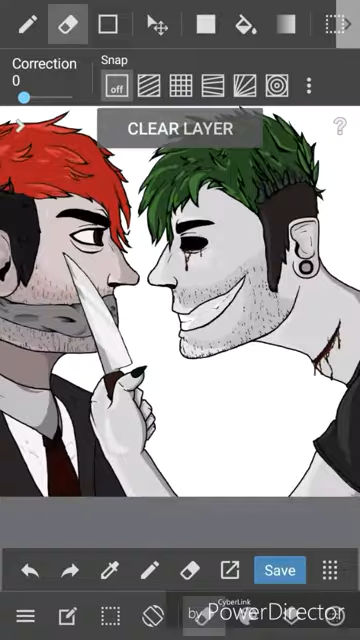 Correction
0
Snap
off
CLEAR LAYER
?
Save
by CyberLink
PowerDirector